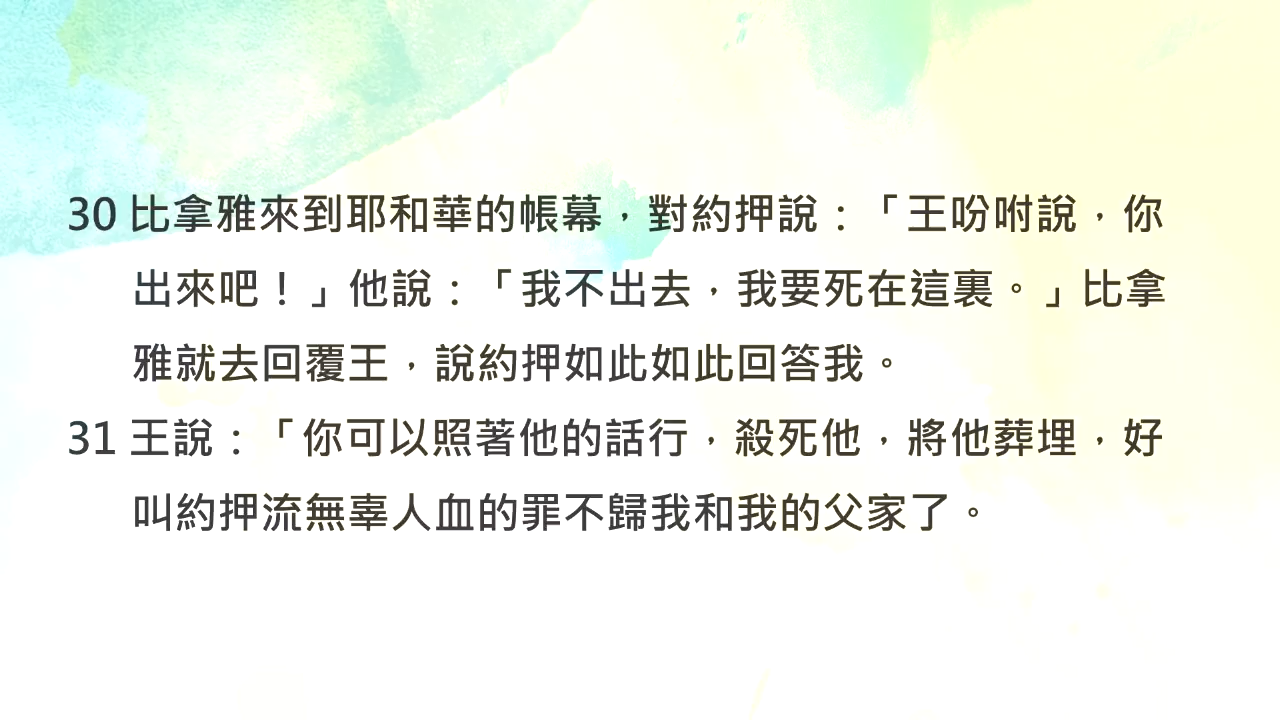 30 比拿雅來到耶和華的帳幕，對約押說：「王吩咐說，你
出來吧！」他說：「我不出去，我要死在這裏。」比拿
雅就去回覆王，說約押如此如此回答我。
31 王說：「你可以照著他的話行，殺死他，將他葬埋，好
叫約押流無辜人血的罪不歸我和我的父家了。